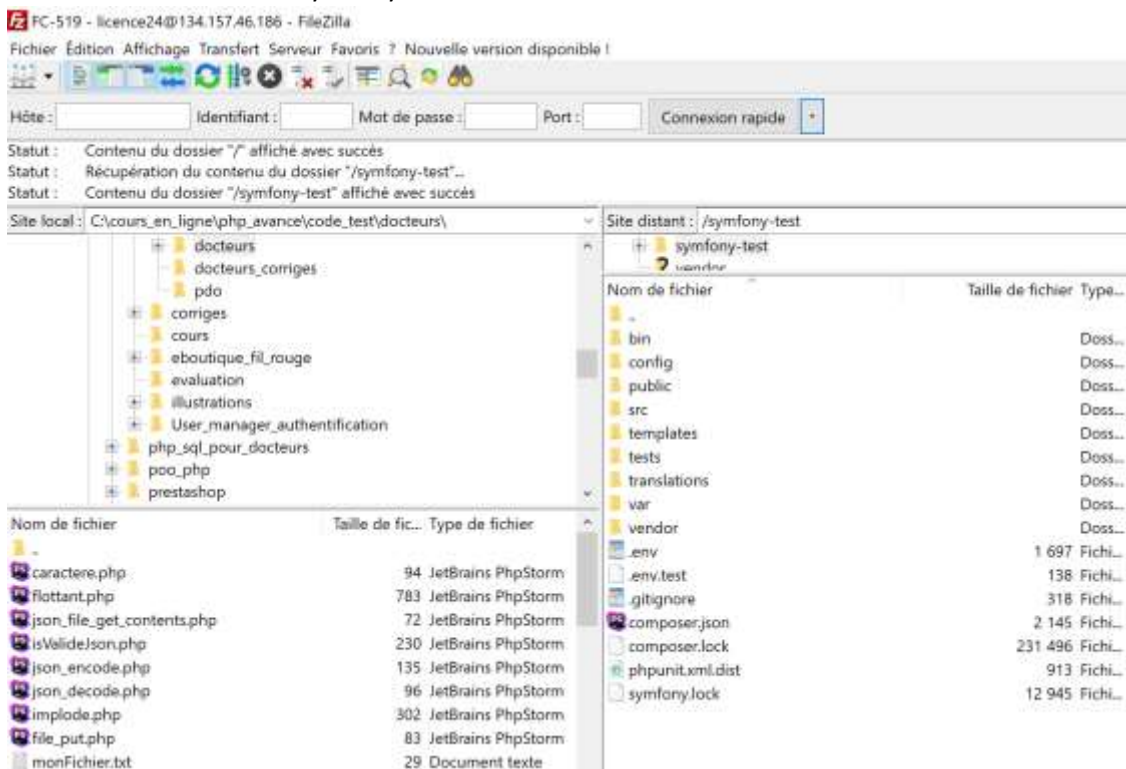 FC-519 - licence24@134.157.46.186 - FileZilla
Fichier Édition Affichage Transfert Serveur Favoris ? Nouvelle version disponible !
Hôte : Identifiant : Mot de passe : Port : Connexion rapide
Statut : Contenu du dossier "/" affiché avec succès
Statut : Récupération du contenu du dossier "/symfony-test"...
Statut : Contenu du dossier "/symfony-test" affiché avec succès
Site local : C:\cours_en_ligne\php_avance\code_test\docteurs\
docteurs
docteurs_corriges
pdo
corriges
cours
eboutique_fil_rouge
evaluation
illustrations
User_manager_authentification
php_sql_pour_docteurs
poo_php
prestashop
Nom de fichier Taille de fic... Type de fichier
..
caractere.php 94 JetBrains PhpStorm
flottant.php 783 JetBrains PhpStorm
json_file_get_contents.php 72 JetBrains PhpStorm
isValideJson.php 230 JetBrains PhpStorm
json_encode.php 135 JetBrains PhpStorm
json_decode.php 96 JetBrains PhpStorm
implode.php 302 JetBrains PhpStorm
file_put.php 83 JetBrains PhpStorm
monFichier.txt 29 Document texte
Site distant : /symfony-test
symfony-test
vendor
Nom de fichier Taille de fichier Type...
..
bin Doss...
config Doss...
public Doss...
src Doss...
templates Doss...
tests Doss...
translations Doss...
var Doss...
vendor Doss...
.env 1 697 Fichi...
.env.test 138 Fichi...
.gitignore 318 Fichi...
composer.json 2 145 Fichi...
composer.lock 231 496 Fichi...
phpunit.xml.dist 913 Fichi...
symfony.lock 12 945 Fichi...